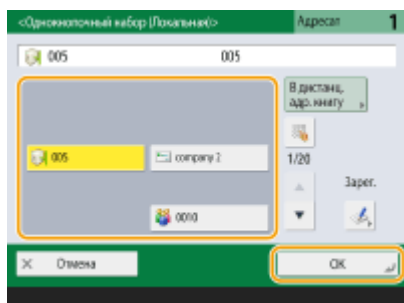 <Однокнопочный набор (Локальная)>
Адресат 1
005 005
В дистанц.
адр. книгу
005
company 2
1/20
Зарег.
0010
Отмена
OK